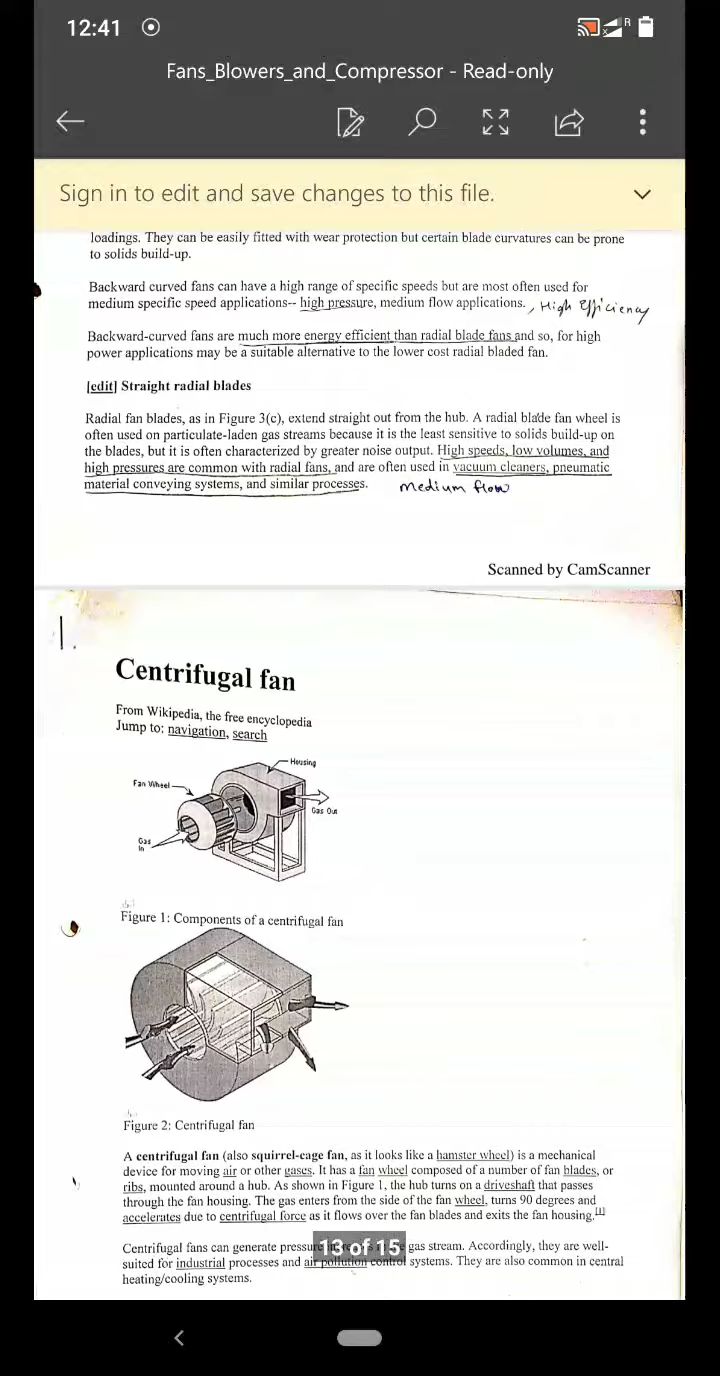 12:41
R
x
Fans_Blowers_and_Compressor - Read-only
Sign in to edit and save changes to this file.
loadings. They can be easily fitted with wear protection but certain blade curvatures can be prone
to solids build-up.
Backward curved fans can have a high range of specific speeds but are most often used for
medium specific speed applications-- high pressure, medium flow applications. , High Efficiency
Backward-curved fans are much more energy efficient than radial blade fans and so, for high
power applications may be a suitable alternative to the lower cost radial bladed fan.
[edit] Straight radial blades
Radial fan blades, as in Figure 3(c), extend straight out from the hub. A radial blade fan wheel is
often used on particulate-laden gas streams because it is the least sensitive to solids build-up on
the blades, but it is often characterized by greater noise output. High speeds, low volumes, and
high pressures are common with radial fans, and are often used in vacuum cleaners, pneumatic
material conveying systems, and similar processes. medium flow
Scanned by CamScanner
1.
Centrifugal fan
From Wikipedia, the free encyclopedia
Jump to: navigation, search
Housing
Fan Wheel
Gas Out
Gas
In
Figure 1: Components of a centrifugal fan
Figure 2: Centrifugal fan
A centrifugal fan (also squirrel-cage fan, as it looks like a hamster wheel) is a mechanical
device for moving air or other gases. It has a fan wheel composed of a number of fan blades, or
ribs, mounted around a hub. As shown in Figure 1, the hub turns on a driveshaft that passes
through the fan housing. The gas enters from the side of the fan wheel, turns 90 degrees and
accelerates due to centrifugal force as it flows over the fan blades and exits the fan housing.[1]
Centrifugal fans can generate pressure gas stream. Accordingly, they are well-
13 of 15
suited for industrial processes and air pollution control systems. They are also common in central
heating/cooling systems.